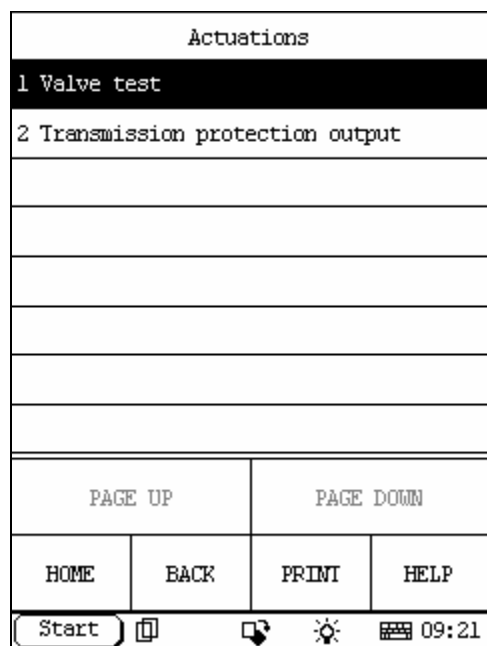 Actuations
1 Valve test
2 Transmission protection output
PAGE UP PAGE DOWN
HOME BACK PRINT HELP
Start 09:21